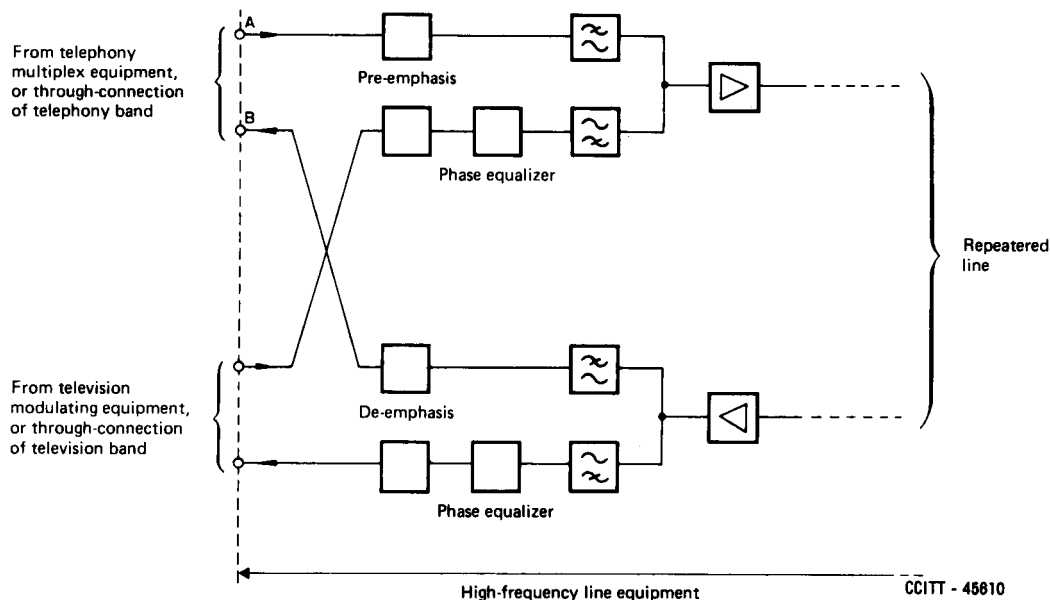 A
From telephony
multiplex equipment,
or through-connection
of telephony band
Pre-emphasis
B
Phase equalizer
Repeatered
line
From television
modulating equipment,
or through-connection
of television band
De-emphasis
Phase equalizer
High-frequency line equipment
CCITT - 45610